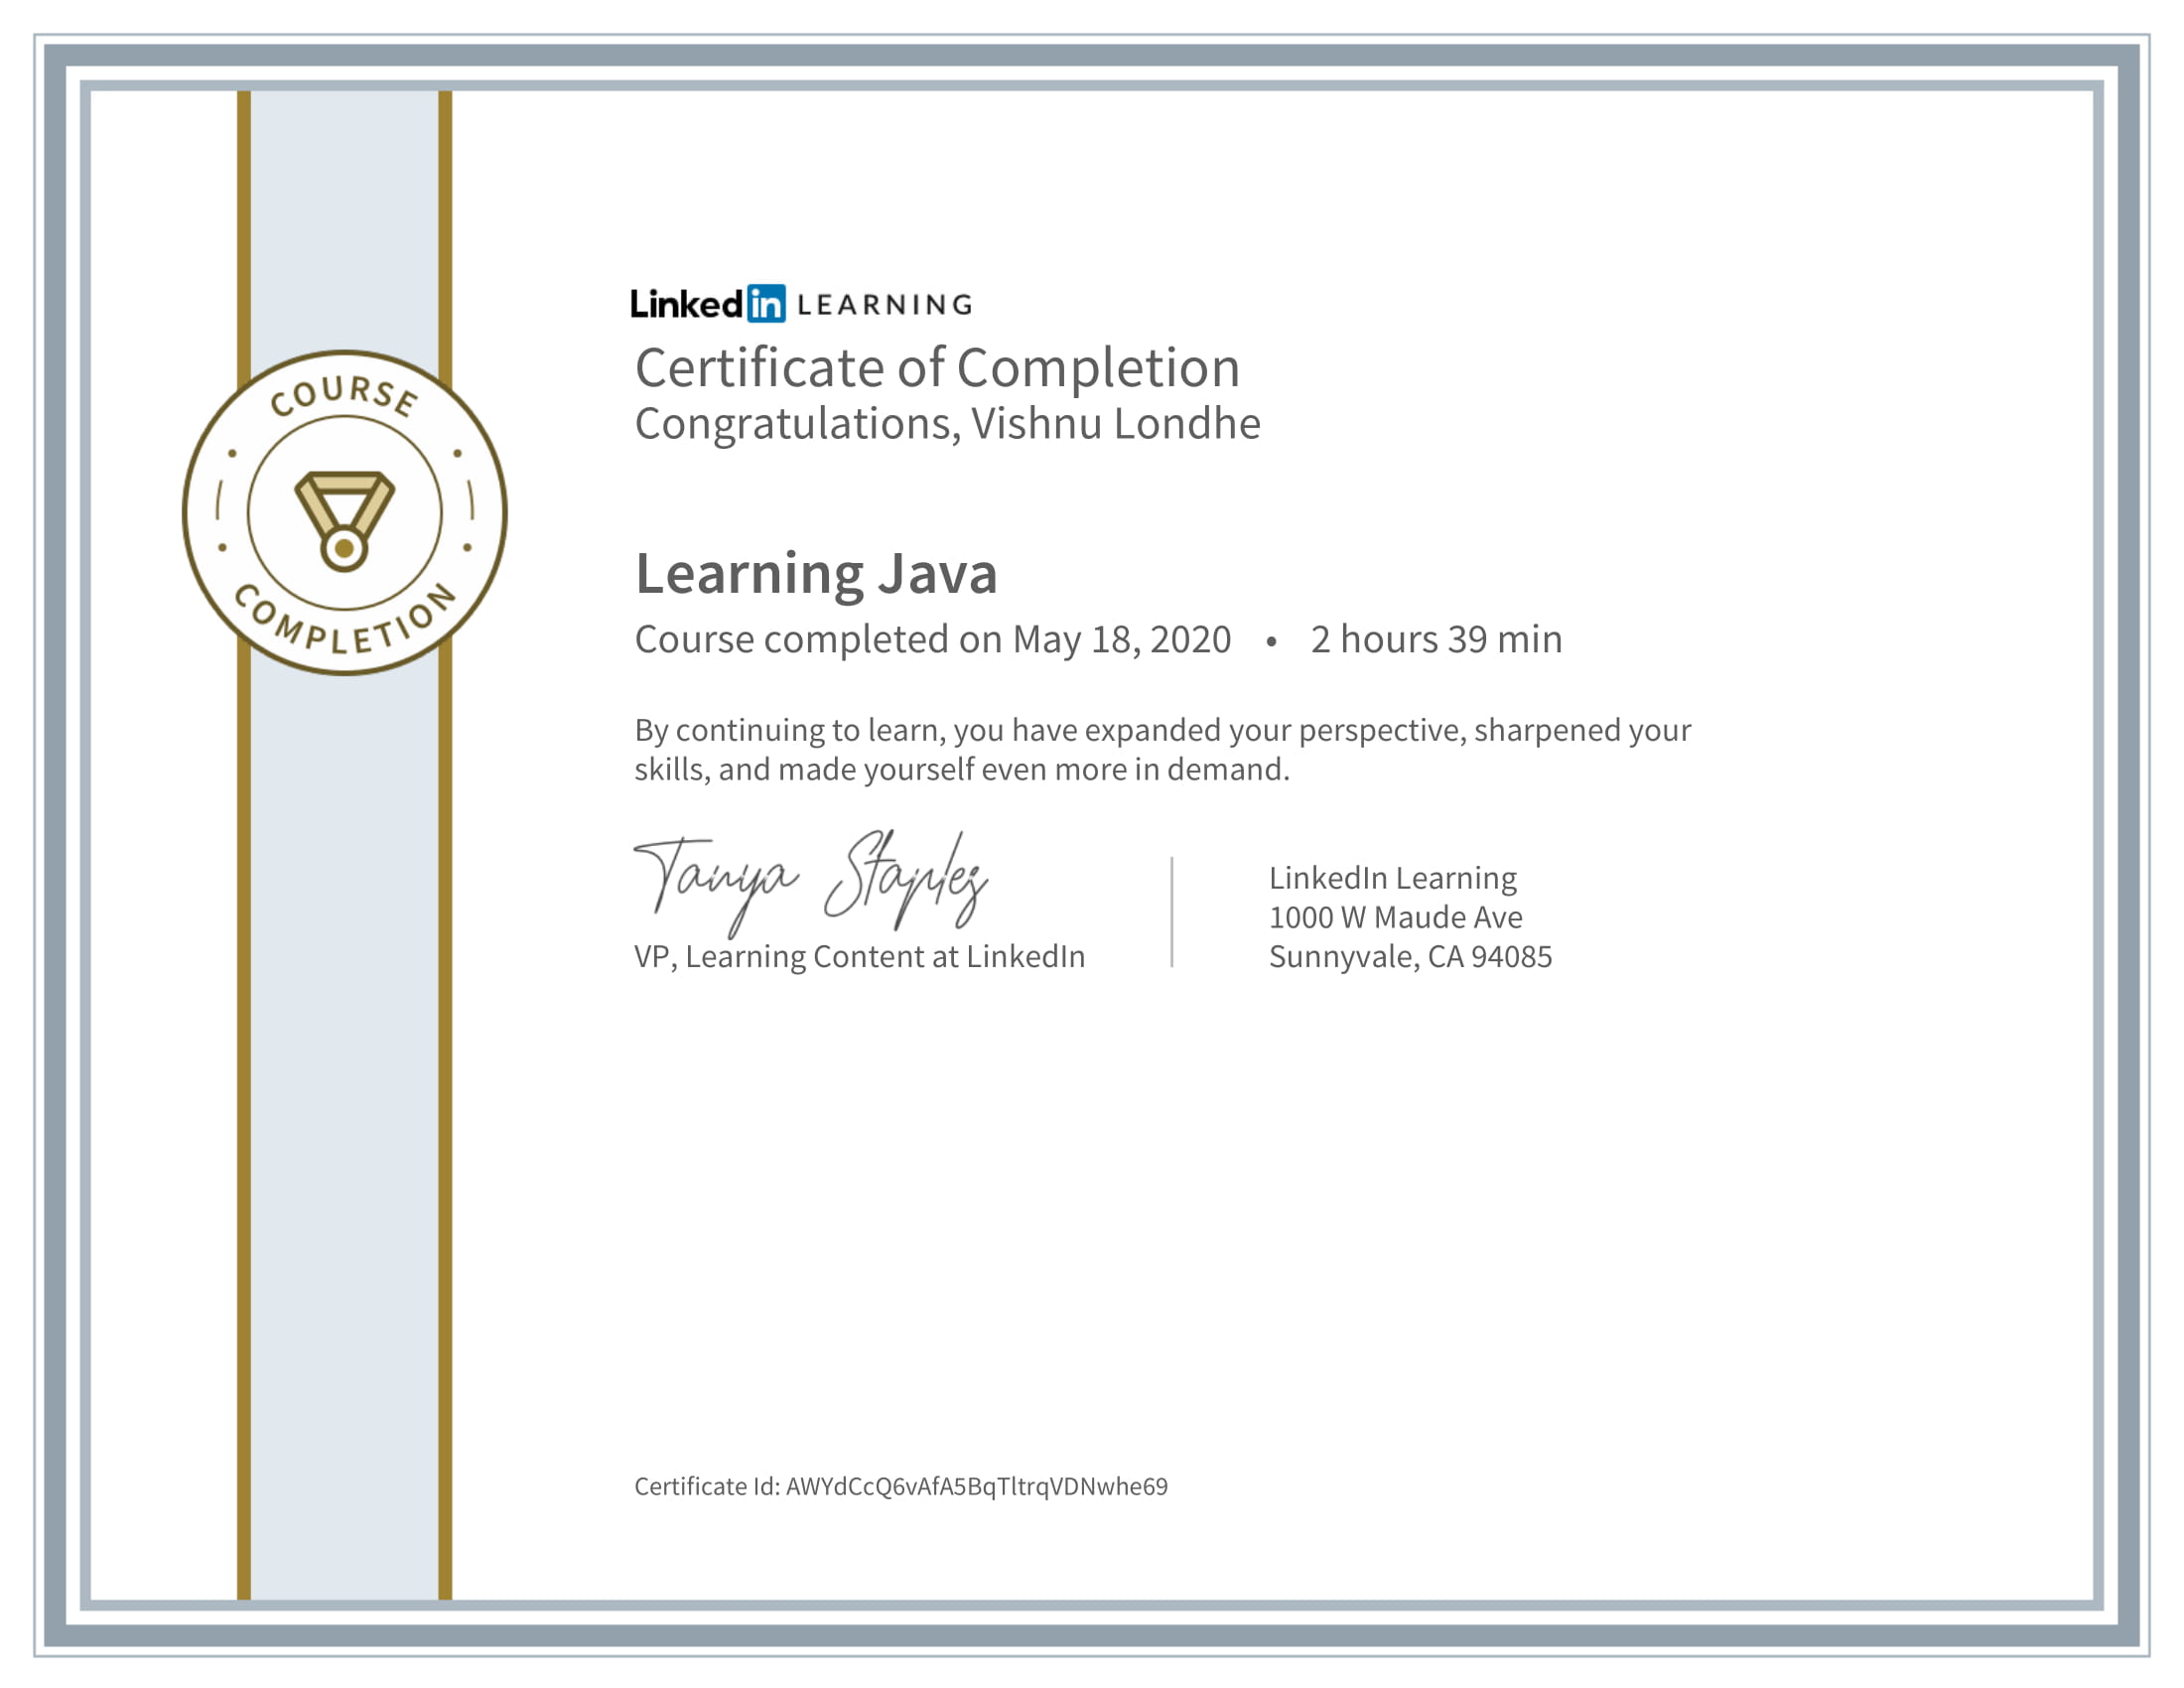 COURSE
COMPLETION
Linked in LEARNING
Certificate of Completion
Congratulations, Vishnu Londhe
Learning Java
Course completed on May 18, 2020 • 2 hours 39 min
By continuing to learn, you have expanded your perspective, sharpened your
skills, and made yourself even more in demand.
Tanya Staples
VP, Learning Content at LinkedIn
LinkedIn Learning
1000 W Maude Ave
Sunnyvale, CA 94085
Certificate Id: AWYdCcQ6vAfA5BqTltrqVDNwhe69